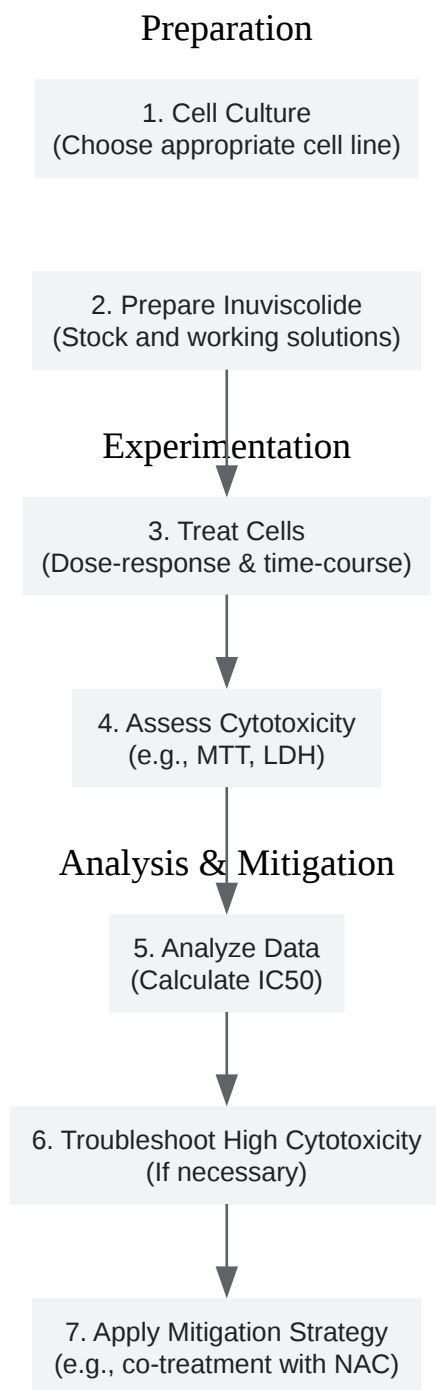 Preparation
1. Cell Culture
(Choose appropriate cell line)
2. Prepare Inuviscolide
(Stock and working solutions)
Experimentation
3. Treat Cells
(Dose-response & time-course)
4. Assess Cytotoxicity
(e.g., MTT, LDH)
Analysis & Mitigation
5. Analyze Data
(Calculate IC50)
6. Troubleshoot High Cytotoxicity
(If necessary)
7. Apply Mitigation Strategy
(e.g., co-treatment with NAC)